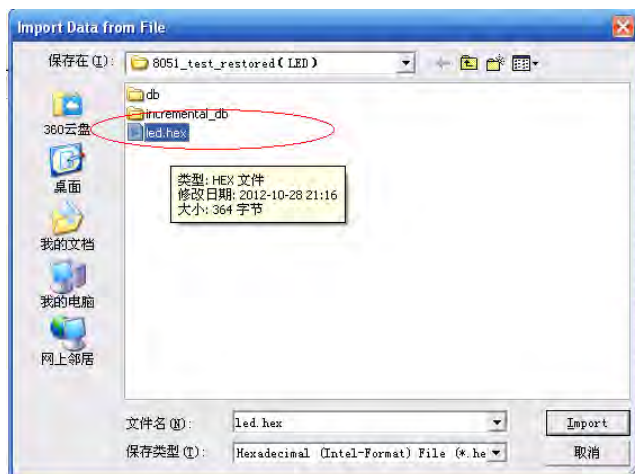 Import Data from File
保存在(I):
8051_test_restored(LED)
db
incremental_db
led.hex
类型: HEX 文件
修改日期: 2012-10-28 21:16
大小: 364 字节
360云盘
桌面
我的文档
我的电脑
网上邻居
文件名(N):
led.hex
Import
保存类型(T):
Hexadecimal (Intel-Format) File (*.he
取消